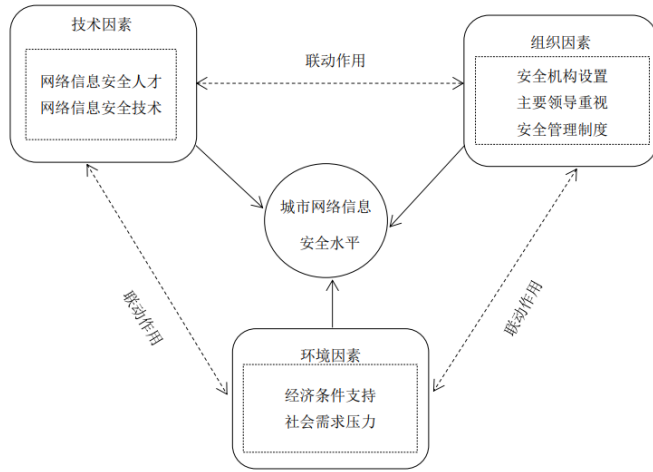 技术因素
网络信息安全人才
网络信息安全技术
联动作用
组织因素
安全机构设置
主要领导重视
安全管理制度
城市网络信息
安全水平
联动作用
联动作用
环境因素
经济条件支持
社会需求压力